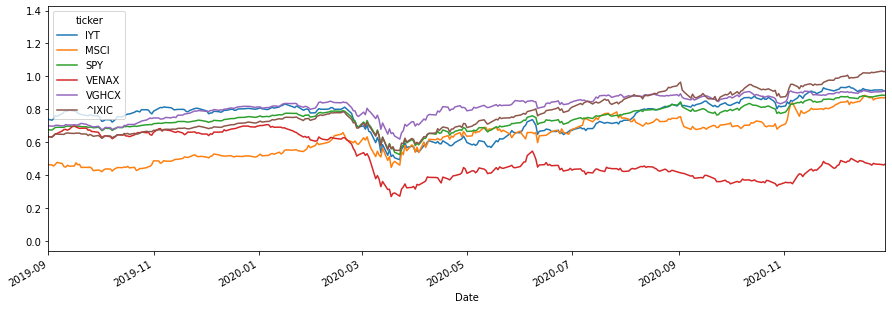 1.4
1.2
1.0
0.8
0.6
0.4
0.2
0.0
ticker
IYT
MSCI
SPY
VENAX
VGHCX
^IXIC
2019-09
2019-11
2020-01
2020-03
2020-05
2020-07
2020-09
2020-11
Date